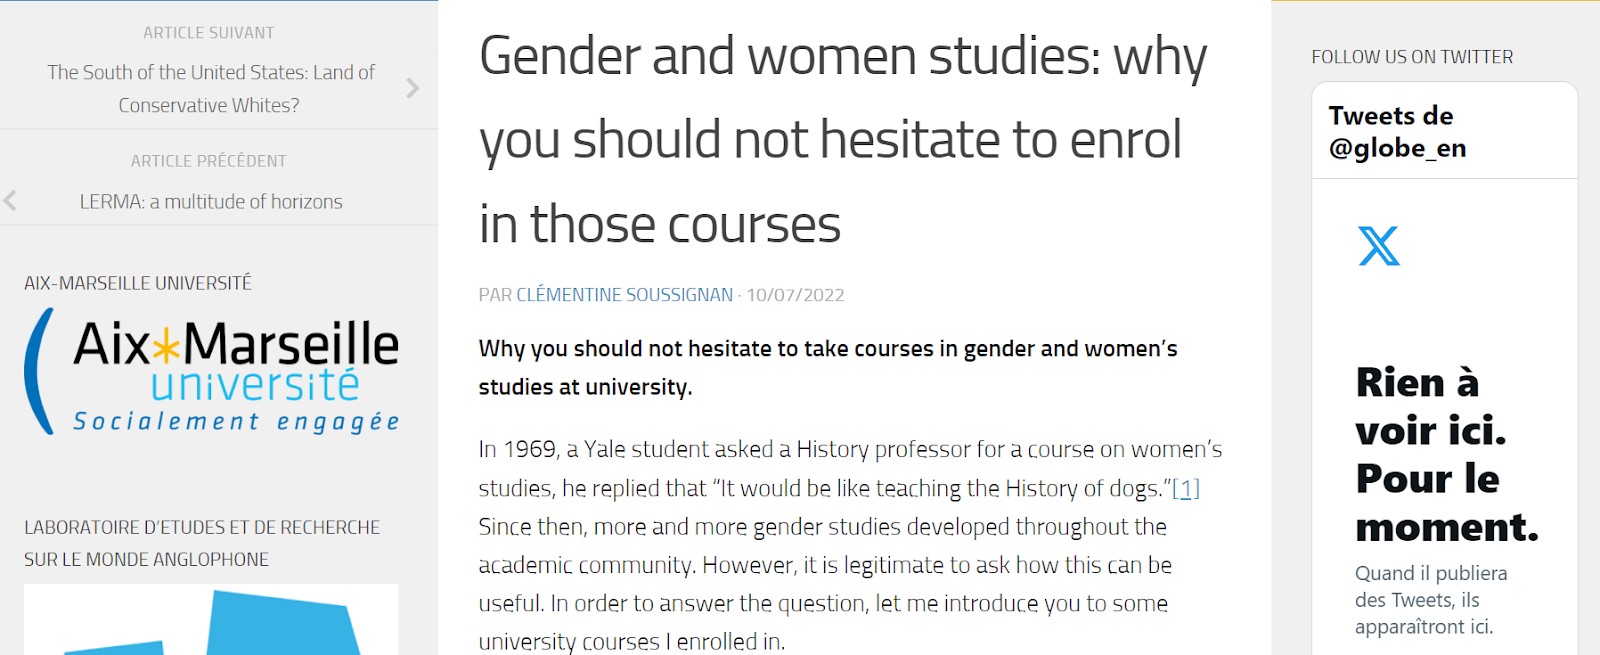 ARTICLE SUIVANT
The South of the United States: Land of
Conservative Whites?
ARTICLE PRÉCÉDENT
LERMA: a multitude of horizons
AIX-MARSEILLE UNIVERSITÉ
Aix*Marseille
université
Socialement engagée
LABORATOIRE D'ETUDES ET DE RECHERCHE
SUR LE MONDE ANGLOPHONE
Gender and women studies: why
you should not hesitate to enrol
in those courses
PAR CLÉMENTINE SOUSSIGNAN · 10/07/2022
Why you should not hesitate to take courses in gender and women's
studies at university.
In 1969, a Yale student asked a History professor for a course on women's
studies, he replied that “It would be like teaching the History of dogs.”[1]
Since then, more and more gender studies developed throughout the
academic community. However, it is legitimate to ask how this can be
useful. In order to answer the question, let me introduce you to some
university courses I enrolled in.
FOLLOW US ON TWITTER
Tweets de
@globe_en
Rien à
voir ici.
Pour le
moment.
Quand il publiera
des Tweets, ils
apparaîtront ici.